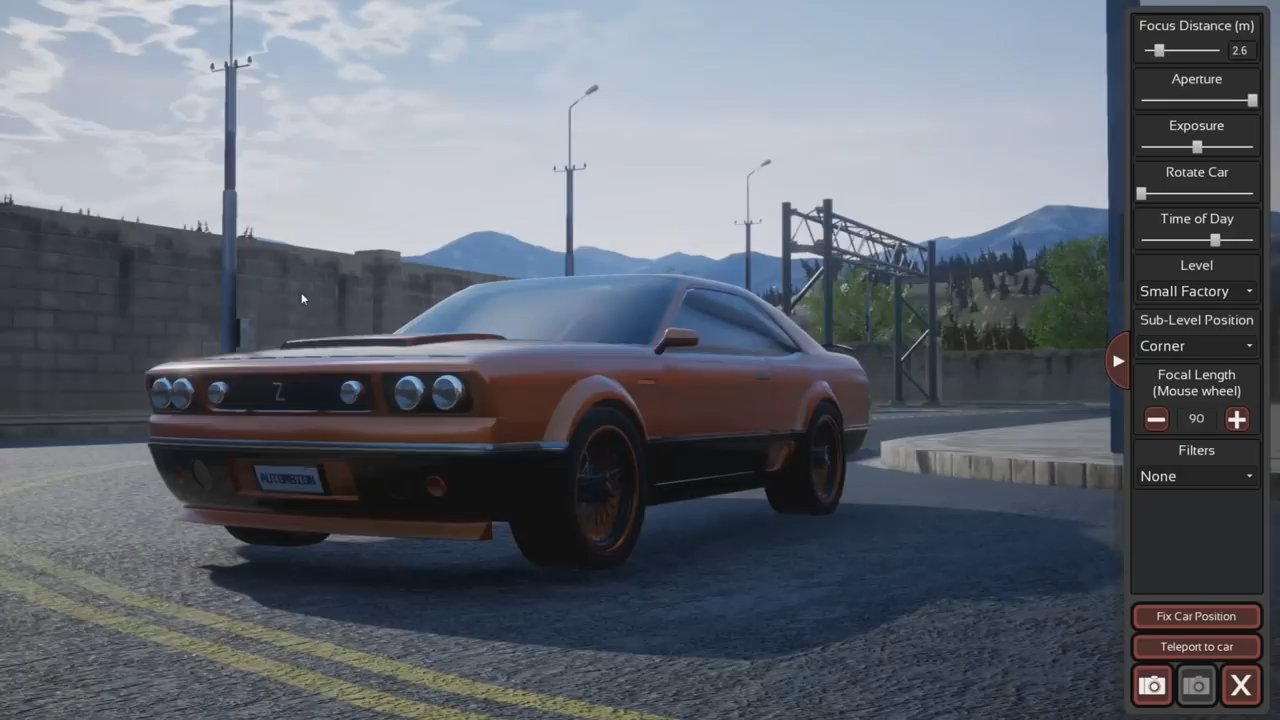 Focus Distance (m)
2.6
Aperture
Exposure
Rotate Car
Time of Day
Level
Small Factory
Sub-Level Position
Corner
Focal Length
(Mouse wheel)
90
Filters
None
Fix Car Position
Teleport to car
Z
AUTOMATION